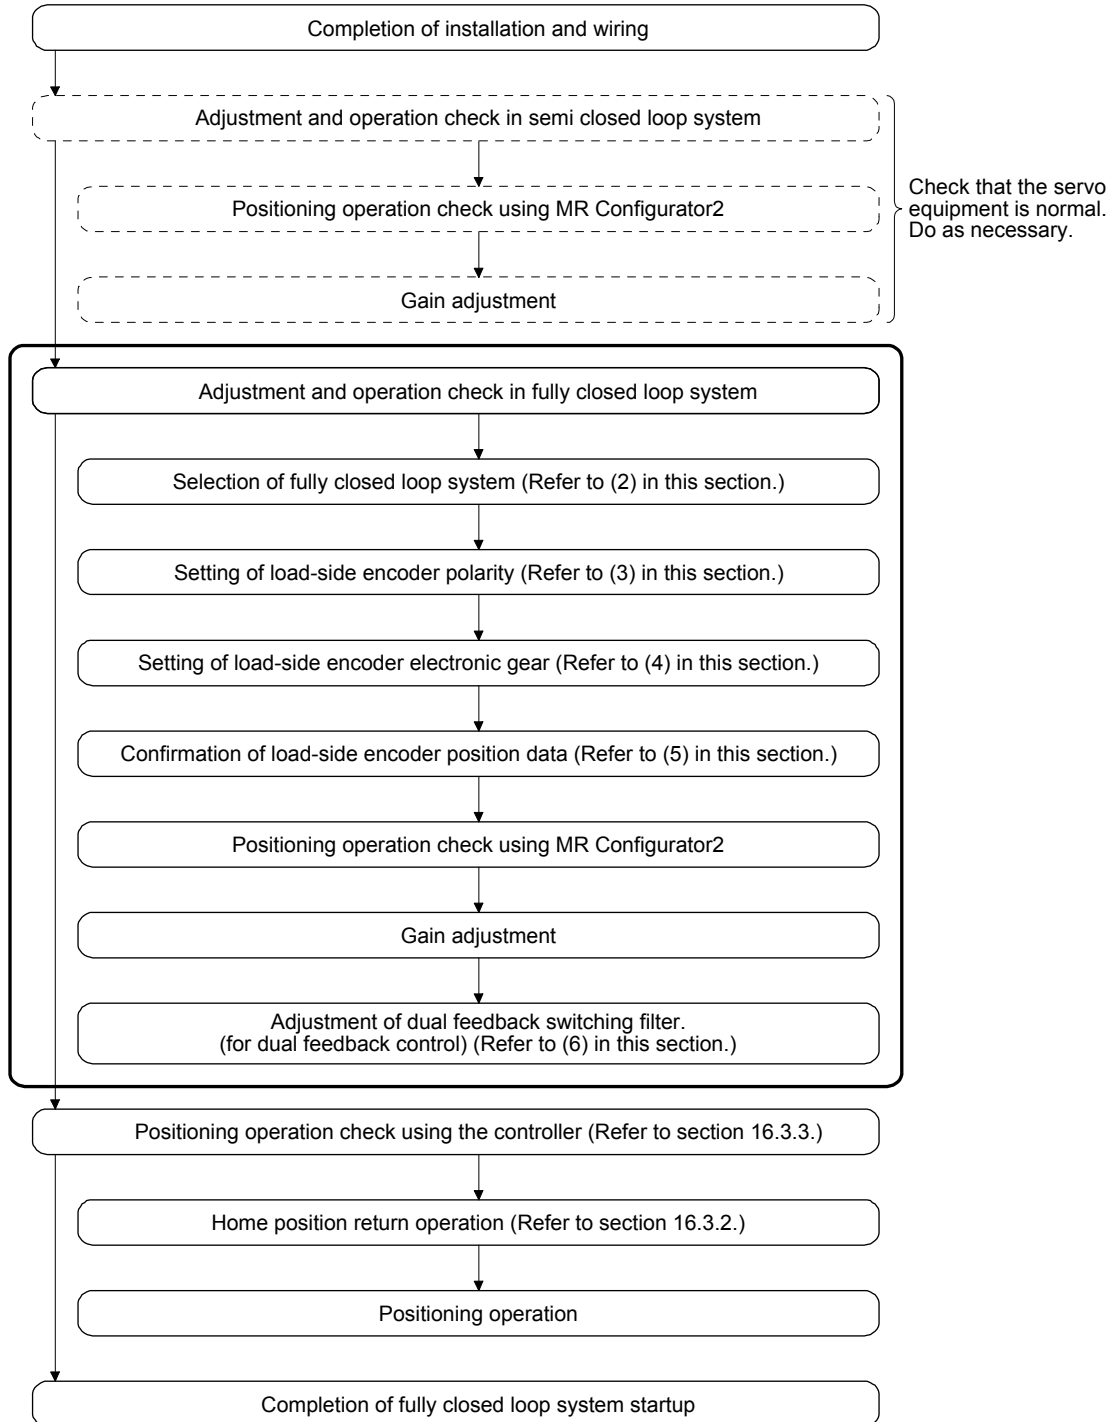 Completion of installation and wiring
Adjustment and operation check in semi closed loop system
Positioning operation check using MR Configurator2
Gain adjustment
Check that the servo
equipment is normal.
Do as necessary.
Adjustment and operation check in fully closed loop system
Selection of fully closed loop system (Refer to (2) in this section.)
Setting of load-side encoder polarity (Refer to (3) in this section.)
Setting of load-side encoder electronic gear (Refer to (4) in this section.)
Confirmation of load-side encoder position data (Refer to (5) in this section.)
Positioning operation check using MR Configurator2
Gain adjustment
Adjustment of dual feedback switching filter.
(for dual feedback control) (Refer to (6) in this section.)
Positioning operation check using the controller (Refer to section 16.3.3.)
Home position return operation (Refer to section 16.3.2.)
Positioning operation
Completion of fully closed loop system startup